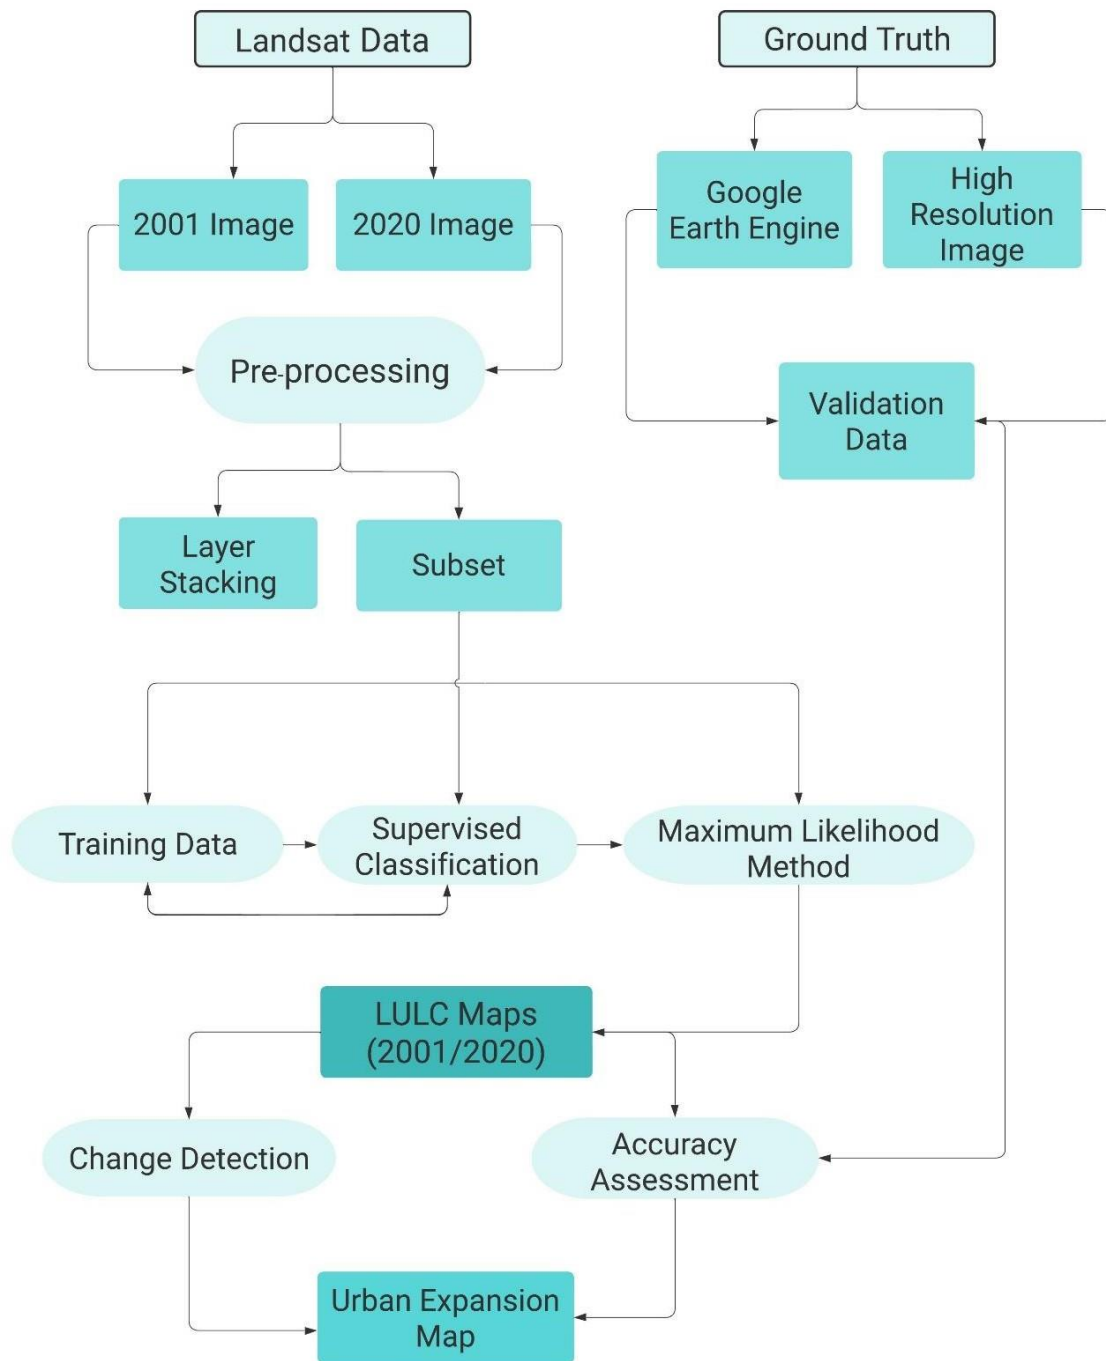 Landsat Data
Ground Truth
2001 Image
2020 Image
Google
Earth Engine
High
Resolution
Image
Pre-processing
Validation
Data
Layer
Stacking
Subset
Training Data
Supervised
Classification
Maximum Likelihood
Method
LULC Maps
(2001/2020)
Change Detection
Accuracy
Assessment
Urban Expansion
Map